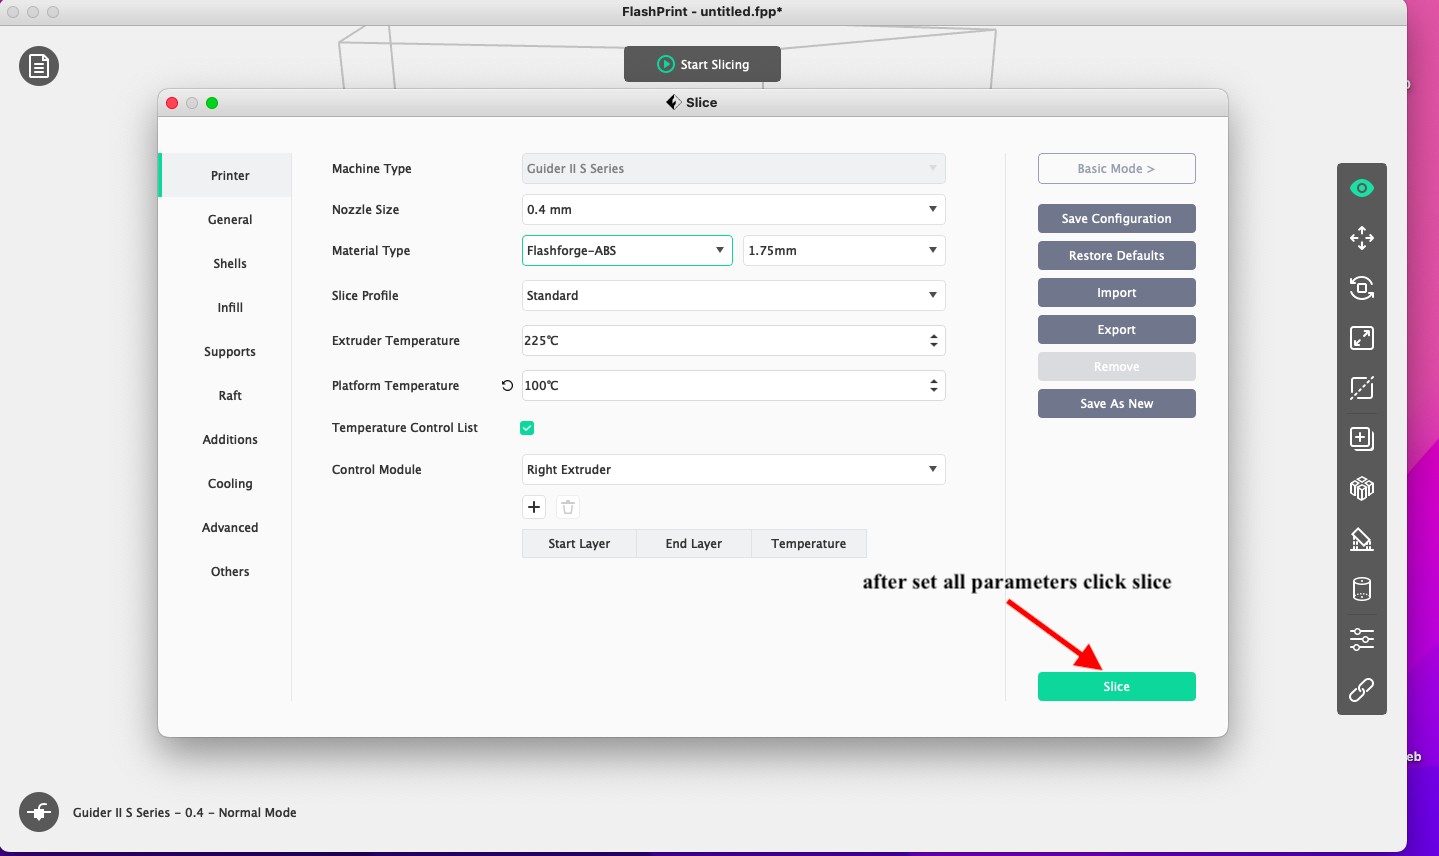 FlashPrint - untitled.fpp*
Start Slicing
Slice
Printer
General
Shells
Infill
Supports
Raft
Additions
Cooling
Advanced
Others
Machine Type
Guider II S Series
Nozzle Size
0.4 mm
Material Type
Flashforge-ABS
1.75mm
Slice Profile
Standard
Extruder Temperature
225℃
Platform Temperature
100℃
Temperature Control List
Control Module
Right Extruder
Start Layer
End Layer
Temperature
Basic Mode >
Save Configuration
Restore Defaults
Import
Export
Remove
Save As New
after set all parameters click slice
Slice
eb
Guider II S Series - 0.4 - Normal Mode